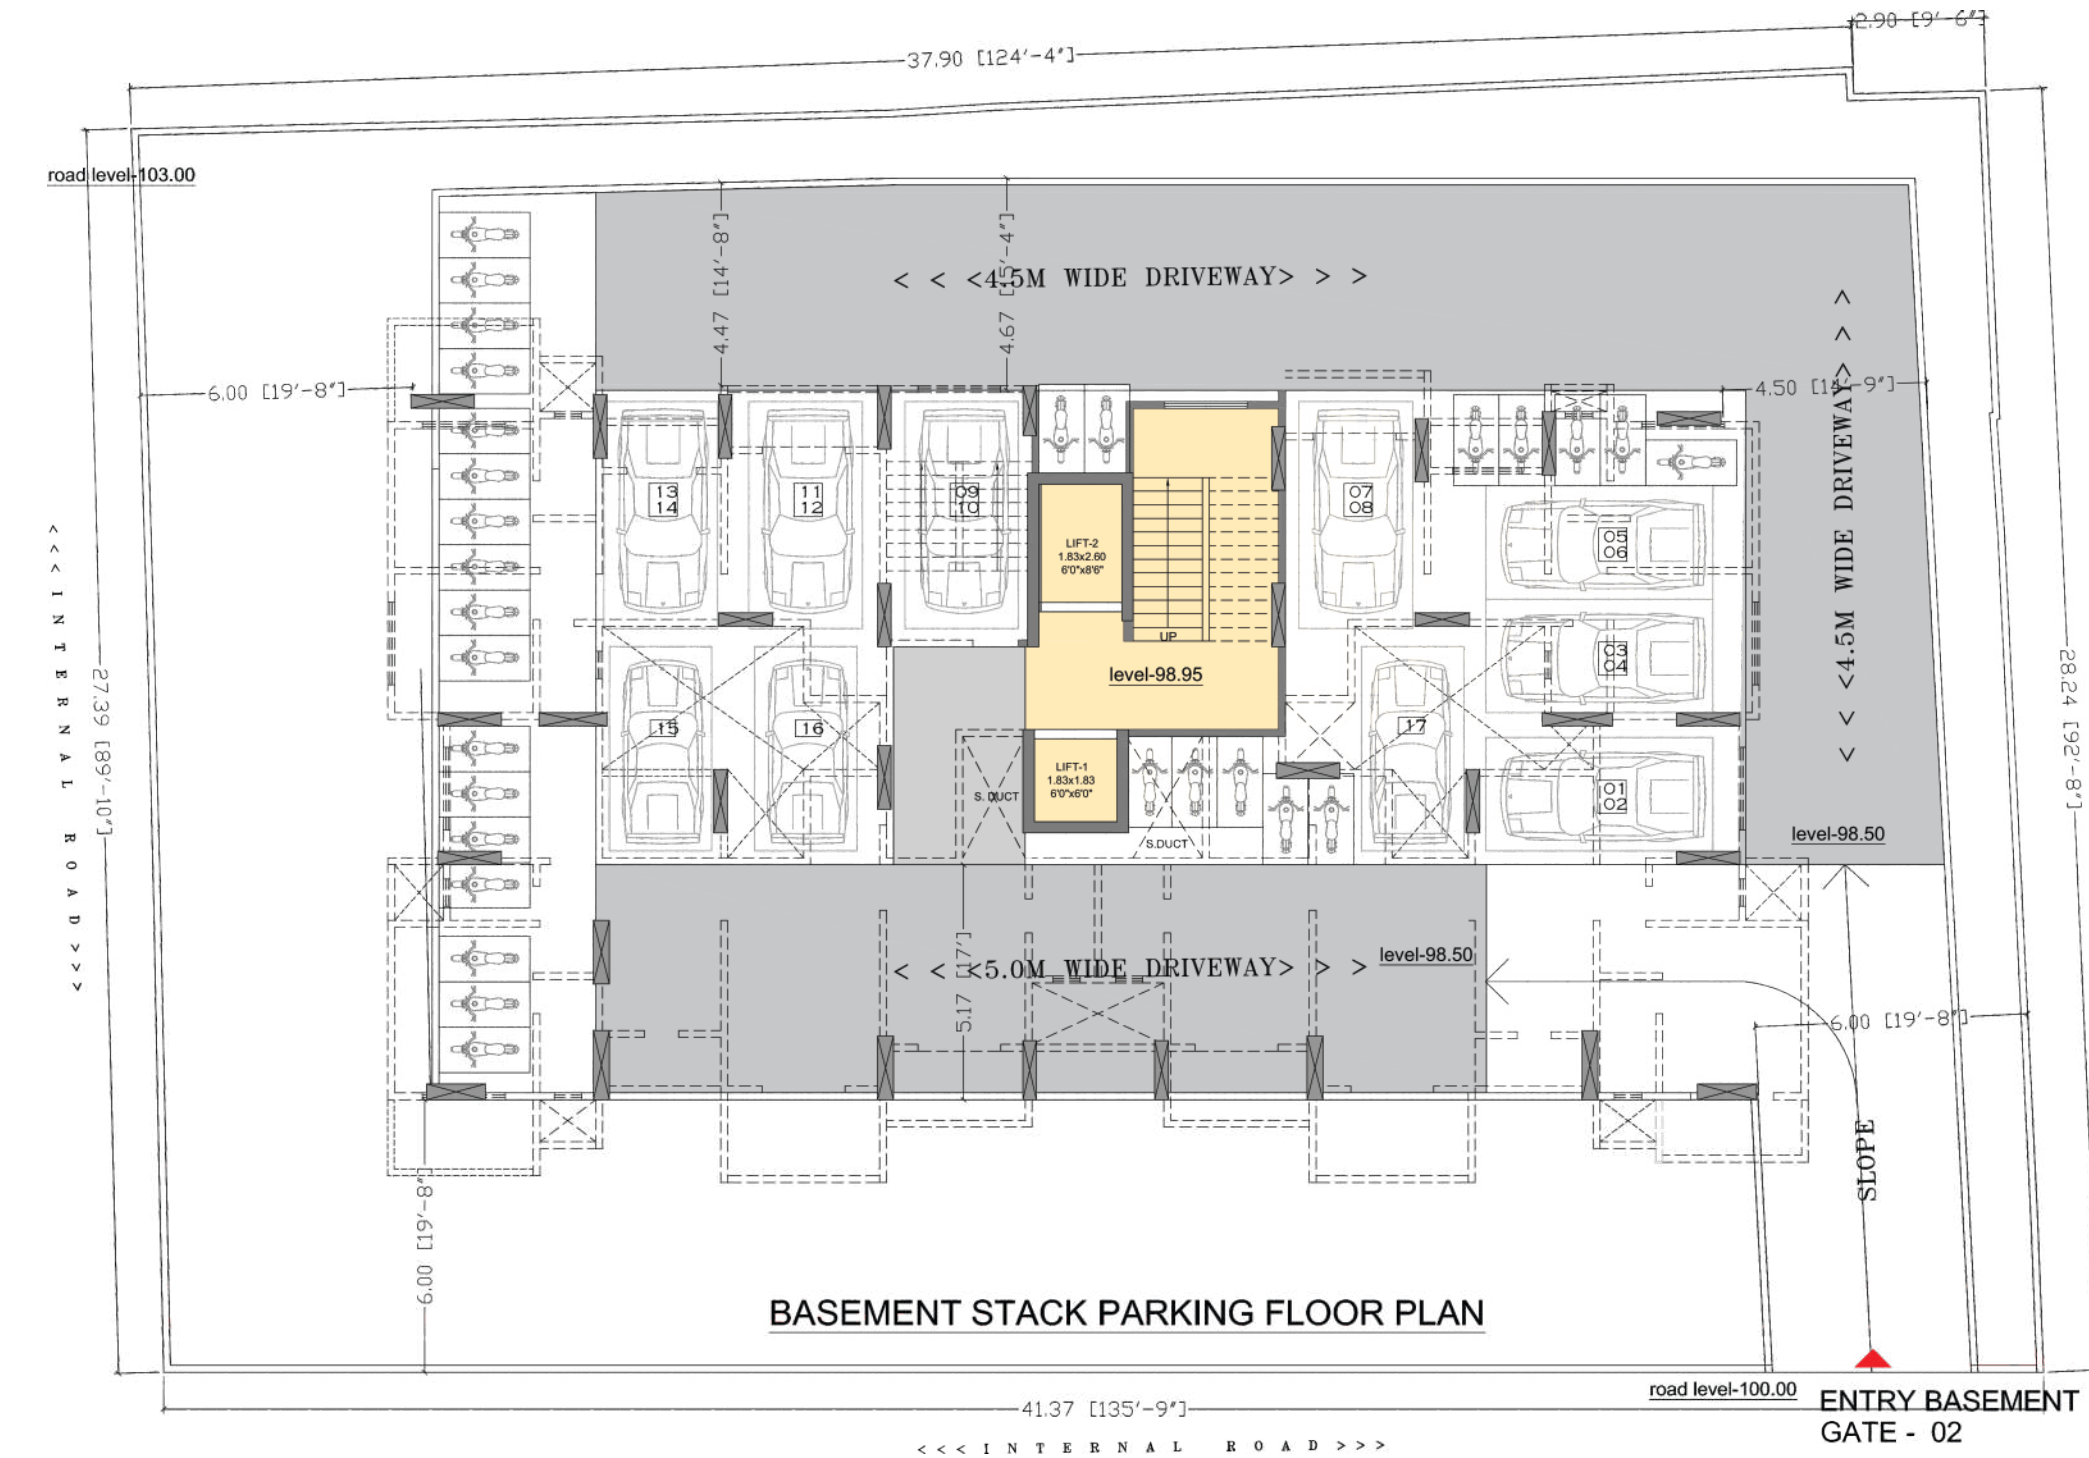 2.90 [9'-6"]
37.90 [124'-4"]
road level-103.00
4.47 [14'-8"]
4.67 [15'-4"]
< < <4.5M WIDE DRIVEWAY> > >
< < <4.5M WIDE DRIVEWAY> > >
6.00 [19'-8"]
4.50 [14'-9"]
13
14
11
12
09
10
07
08
05
06
03
04
LIFT-2
1.83x2.60
6'0"x8'6"
UP
level-98.95
15
16
17
01
02
LIFT-1
1.83x1.83
6'0"x6'0"
S. DUCT
S.DUCT
level-98.50
<<<INTERNAL ROAD>>>
27.39 [89'-10"]
28.24 [92'-8"]
< < <5.0M WIDE DRIVEWAY> > >
level-98.50
5.17 [17']
6.00 [19'-8"]
SLOPE
6.00 [19'-8"]
BASEMENT STACK PARKING FLOOR PLAN
road level-100.00
ENTRY BASEMENT
GATE - 02
41.37 [135'-9"]
<<<INTERNAL ROAD>>>